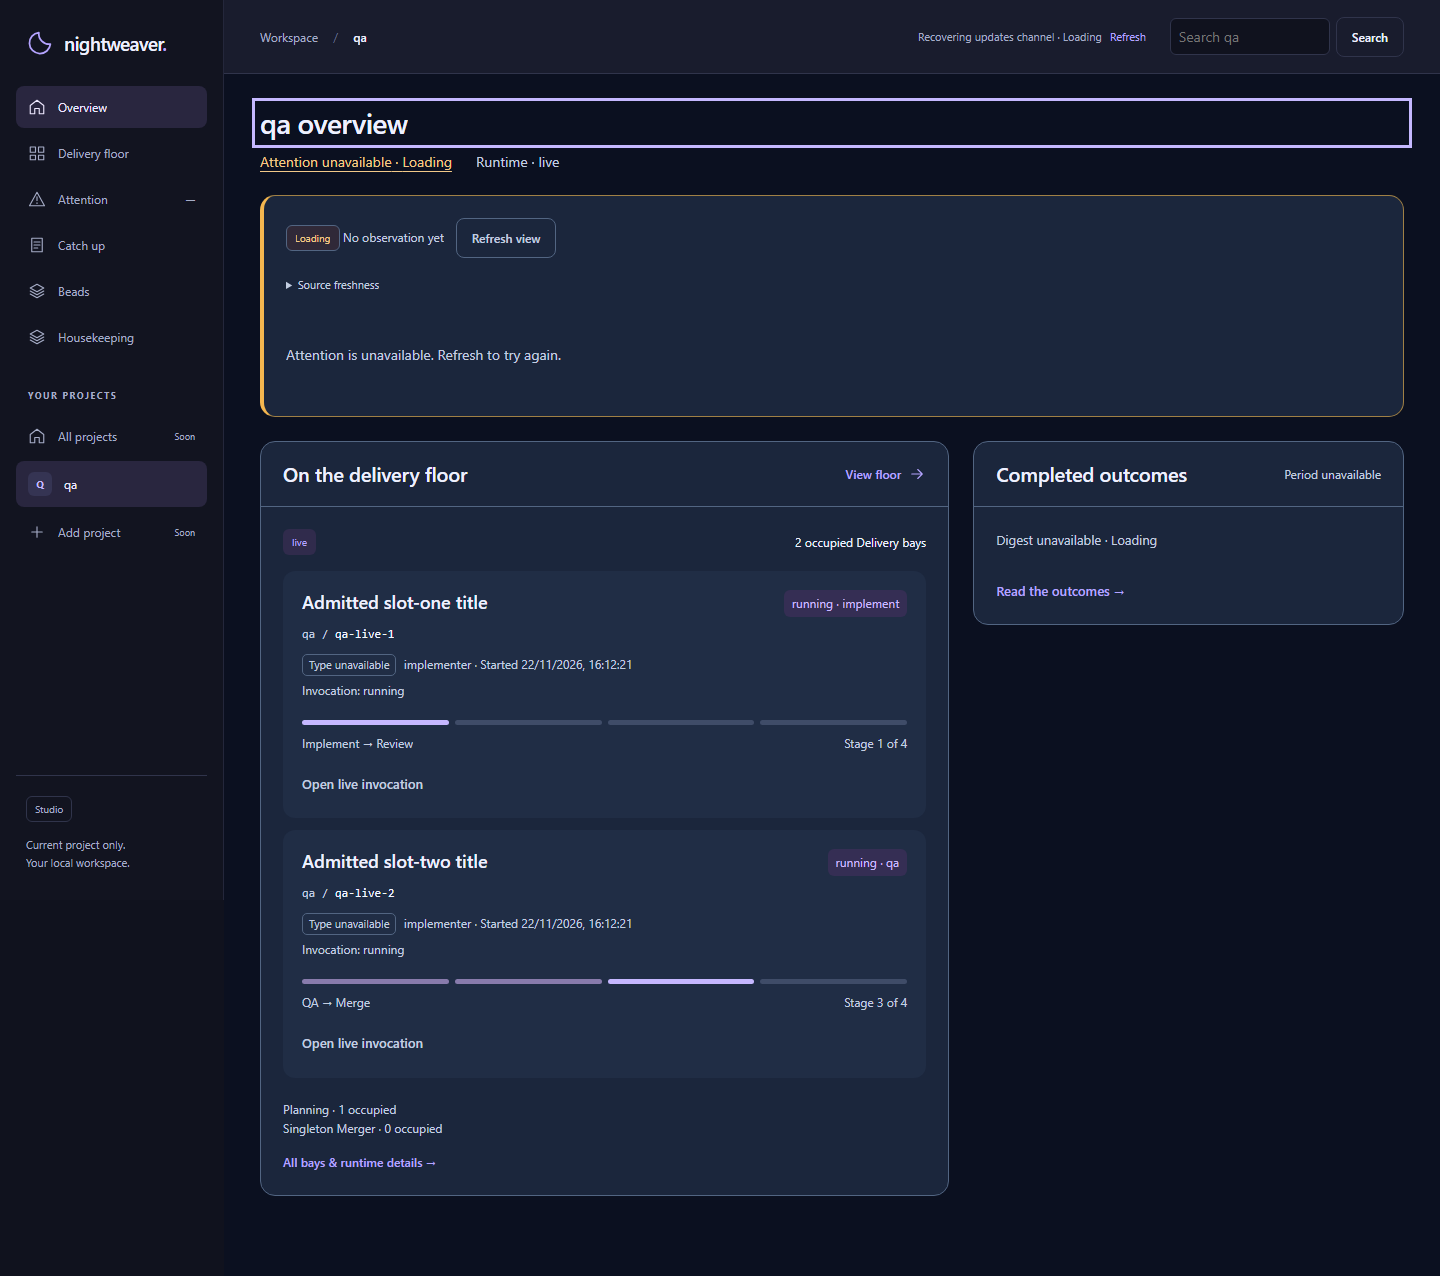 nightweaver.
Overview
Delivery floor
Attention —
Catch up
Beads
Housekeeping
YOUR PROJECTS
All projects Soon
Q qa
Add project Soon
Studio
Current project only.
Your local workspace.
Workspace / qa
Recovering updates channel · Loading Refresh
Search qa
Search
qa overview
Attention unavailable · Loading Runtime · live
Loading No observation yet Refresh view
Source freshness
Attention is unavailable. Refresh to try again.
On the delivery floor View floor →
live 2 occupied Delivery bays
Admitted slot-one title running · implement
qa / qa-live-1
Type unavailable implementer · Started 22/11/2026, 16:12:21
Invocation: running
Implement → Review Stage 1 of 4
Open live invocation
Admitted slot-two title running · qa
qa / qa-live-2
Type unavailable implementer · Started 22/11/2026, 16:12:21
Invocation: running
QA → Merge Stage 3 of 4
Open live invocation
Planning · 1 occupied
Singleton Merger · 0 occupied
All bays & runtime details →
Completed outcomes Period unavailable
Digest unavailable · Loading
Read the outcomes →